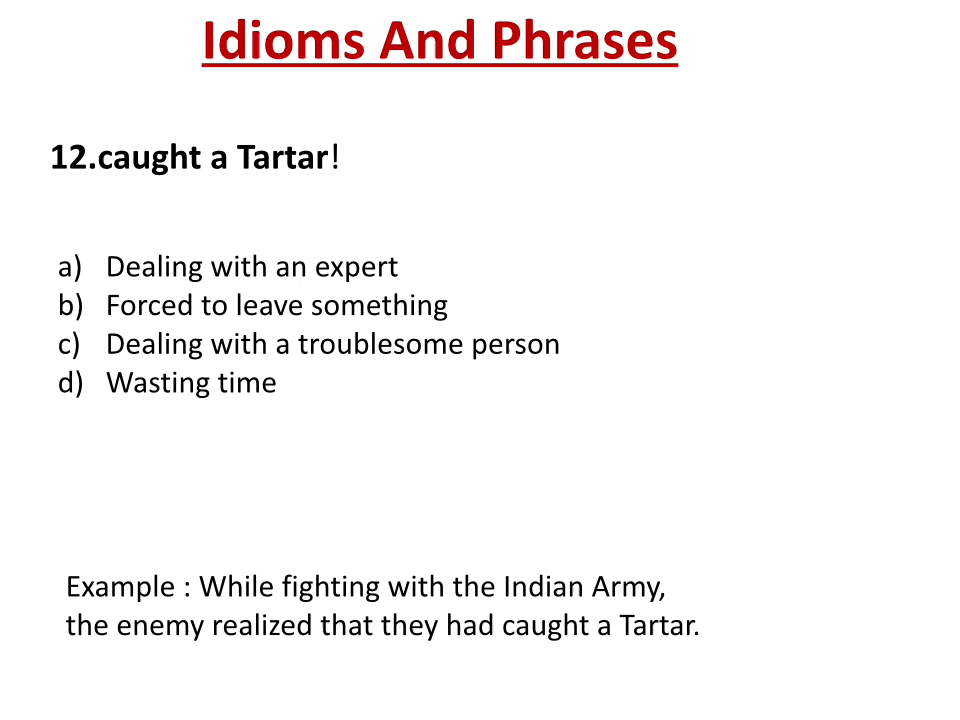 Idioms And Phrases
12.caught a Tartar!
a) Dealing with an expert
b) Forced to leave something
c) Dealing with a troublesome person
d) Wasting time
Example : While fighting with the Indian Army,
the enemy realized that they had caught a Tartar.